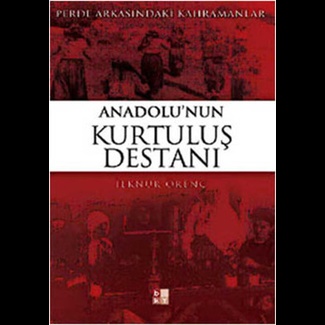 PERDE ARKASINDAKİ KAHRAMANLAR
ANADOLU'NUN
KURTULUŞ
DESTANI
İLKNUR ÖRENÇ